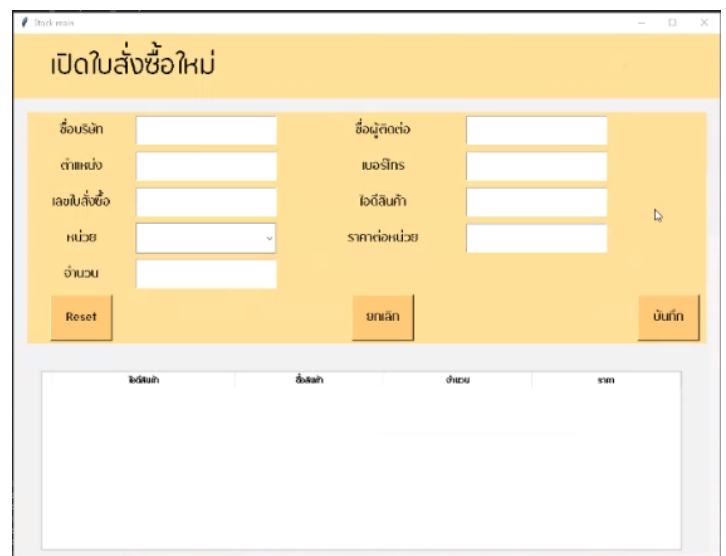 Stock main
เปิดใบสั่งซื้อใหม่
ชื่อบริษัท ชื่อผู้ติดต่อ
ตำแหน่ง เบอร์โทร
เลขใบสั่งซื้อ ไอดีสินค้า
หน่วย ราคาต่อหน่วย
จำนวน
Reset ยกเลิก บันทึก
ไอดีสินค้า ชื่อสินค้า จำนวน ราคา